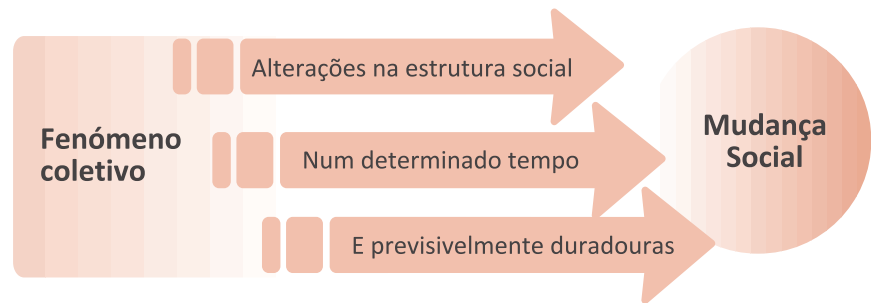 Fenómeno
coletivo
Alterações na estrutura social
Num determinado tempo
E previsivelmente duradouras
Mudança
Social